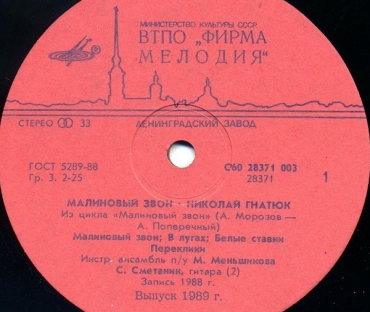 МИНИСТЕРСТВО КУЛЬТУРЫ СССР
ВТПО „ФИРМА
МЕЛОДИЯ"
СТЕРЕО 33
ЛЕНИНГРАДСКИЙ ЗАВОД
ГОСТ 5289-88
Гр. 3. 2-25
С60 28371 003
28371
1
МАЛИНОВЫЙ ЗВОН · НИКОЛАЙ ГНАТЮК
Из цикла «Малиновый звон» (А. Морозов —
А. Поперечный)
Малиновый звон; В лугах; Белые ставни
Переклики
Инстр. ансамбль п/у М. Меньшикова
С. Сметанин, гитара (2)
Запись 1988 г.
Выпуск 1989 г.